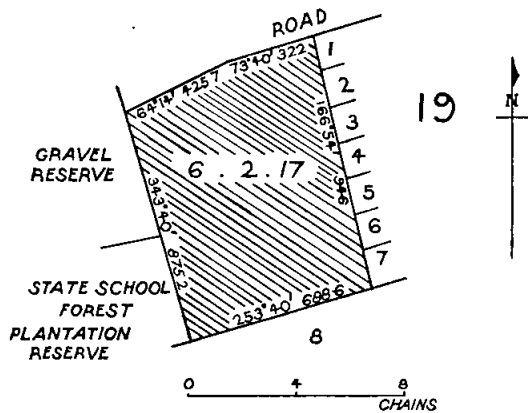 ROAD
64°14' 425.7 73°40' 322
1
2
3
4
5
6
7
166°54' 946
19
N
GRAVEL
RESERVE
6 . 2 . 17
343°40' 875.2
STATE SCHOOL
FOREST
PLANTATION
RESERVE
253°40' 688.6
8
0 4 8
CHAINS